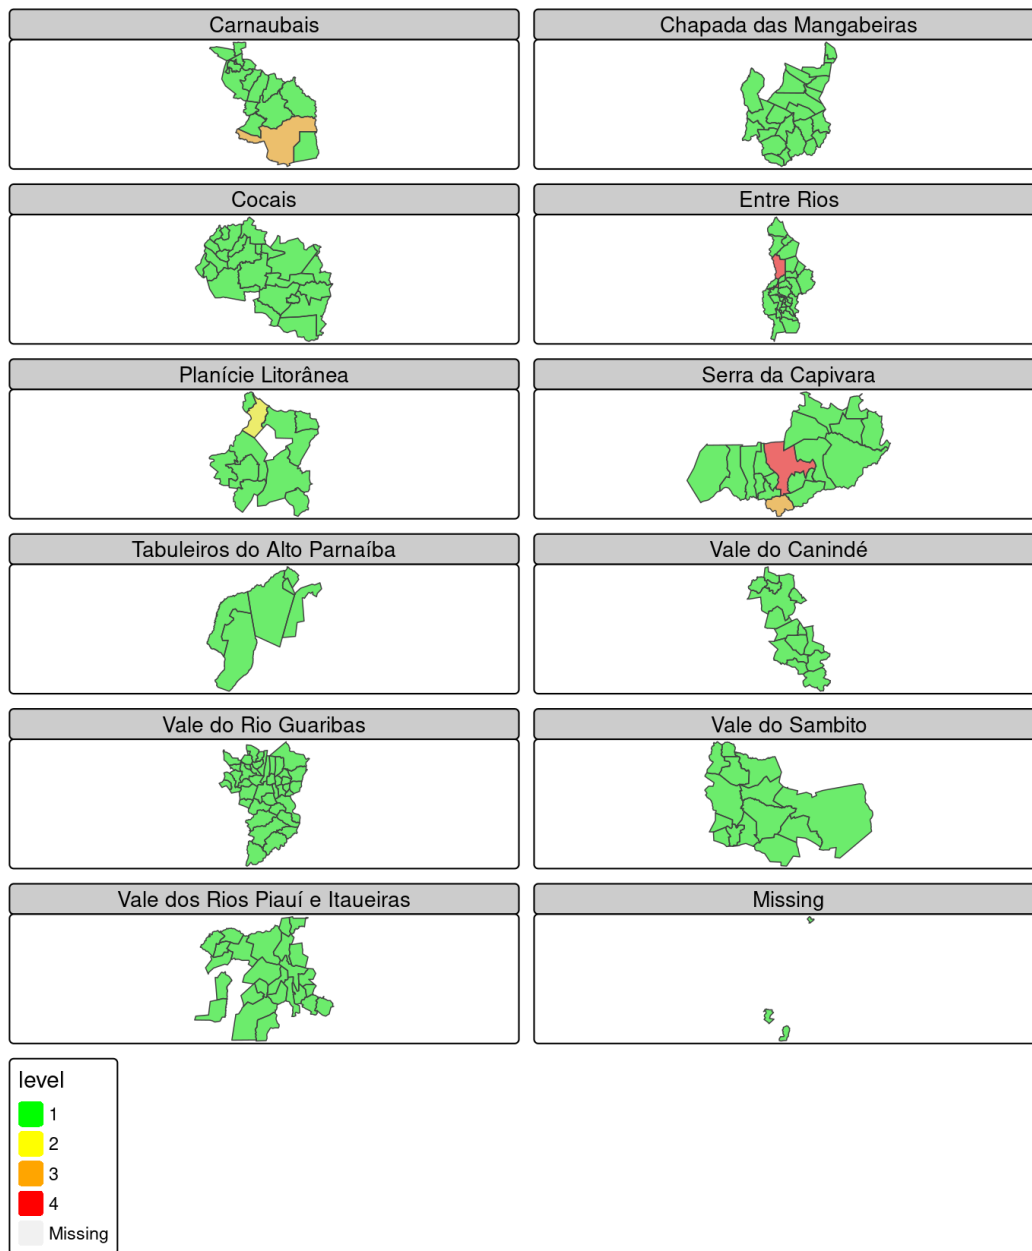 Carnaubais
Chapada das Mangabeiras
Cocais
Entre Rios
Planície Litorânea
Serra da Capivara
Tabuleiros do Alto Parnaíba
Vale do Canindé
Vale do Rio Guaribas
Vale do Sambito
Vale dos Rios Piauí e Itaueiras
Missing
level
1
2
3
4
Missing